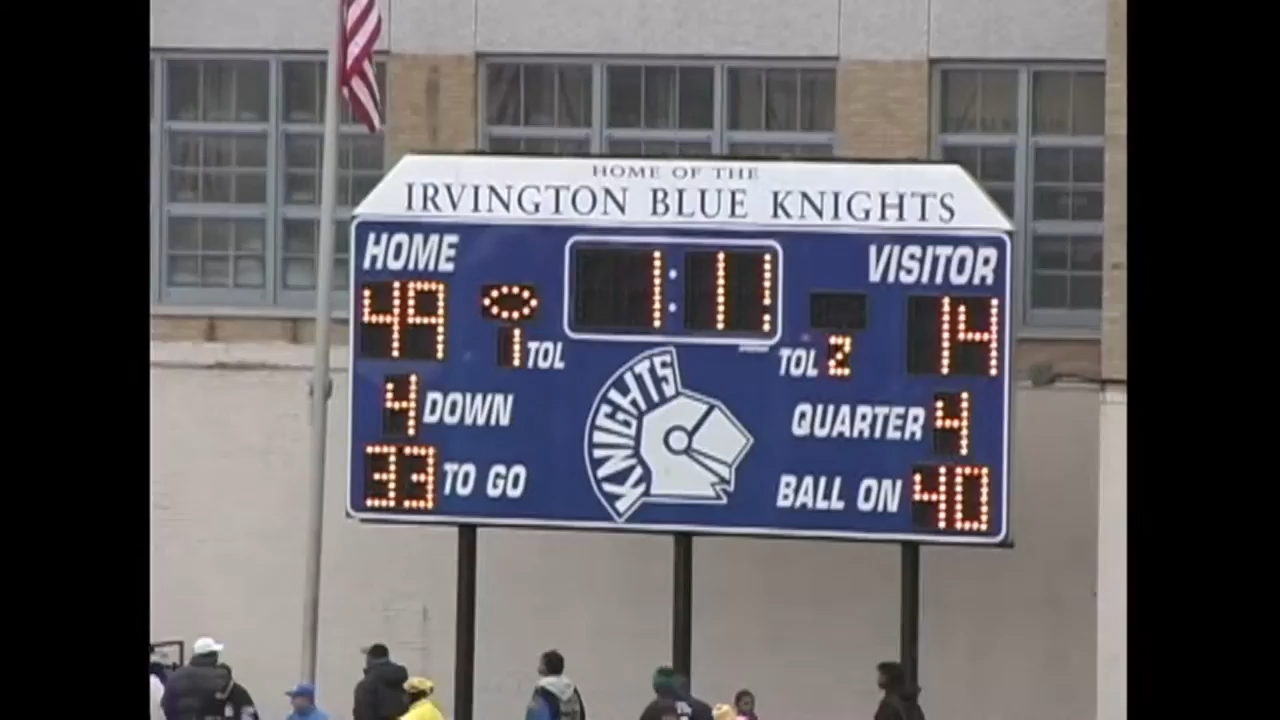 HOME OF THE
IRVINGTON BLUE KNIGHTS
HOME 1:11 VISITOR
49 14
1 TOL TOL 2
4 DOWN KNIGHTS QUARTER 4
33 TO GO BALL ON 40